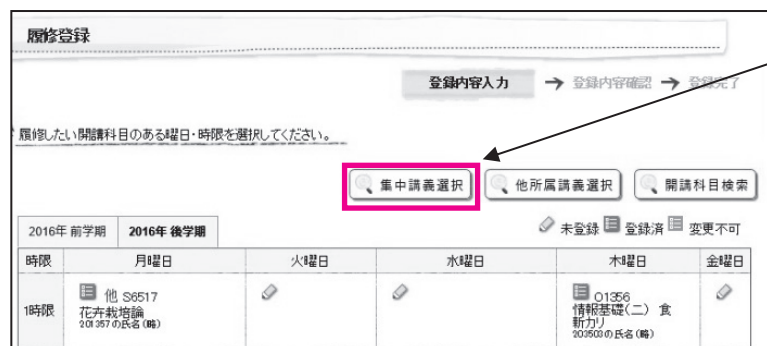 履修登録
登録内容入力 → 登録内容確認 → 登録完了
履修したい開講科目のある曜日・時限を選択してください。
集中講義選択 他所属講義選択 開講科目検索
2016年 前学期 2016年 後学期 未登録 登録済 変更不可
時限 月曜日 火曜日 水曜日 木曜日 金曜日
1時限 他 S6517 01356
花卉栽培論 情報基礎(二) 食
201357の氏名(略) 新カリ
203503の氏名(略)